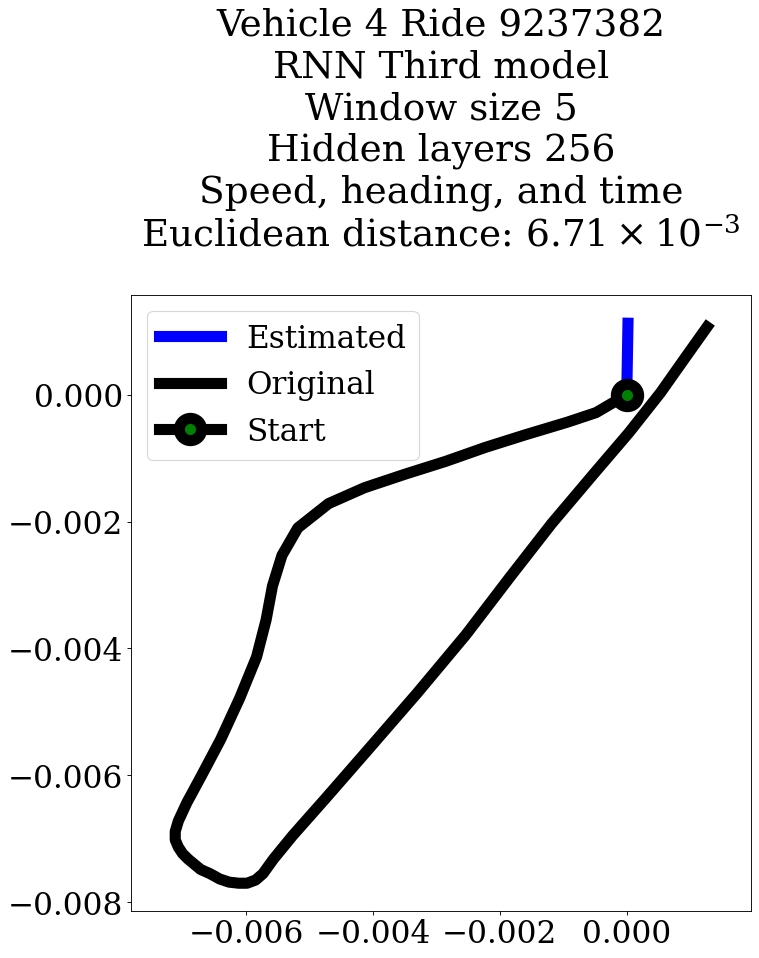 Vehicle 4 Ride 9237382
RNN Third model
Window size 5
Hidden layers 256
Speed, heading, and time
Euclidean distance: 6.71 × 10⁻³
Estimated
Original
Start
0.000
−0.002
−0.004
−0.006
−0.008
−0.006 −0.004 −0.002 0.000